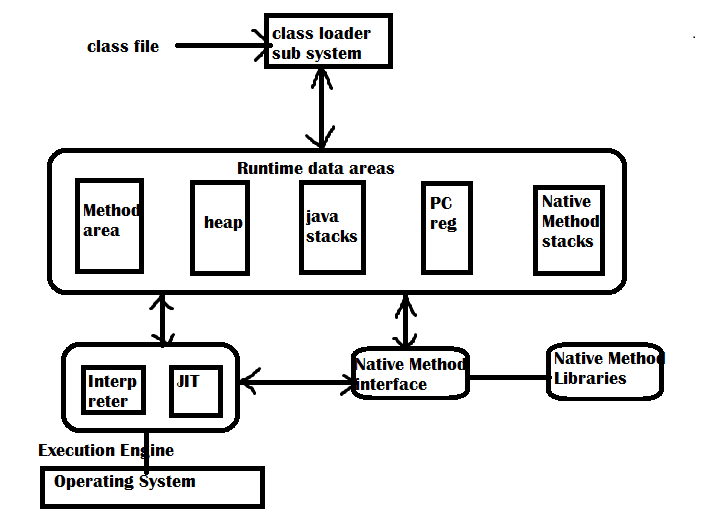 class file
class loader
sub system
Runtime data areas
Method
area
heap
java
stacks
PC
reg
Native
Method
stacks
Interp
reter
JIT
Native Method
interface
Native Method
Libraries
Execution Engine
Operating System